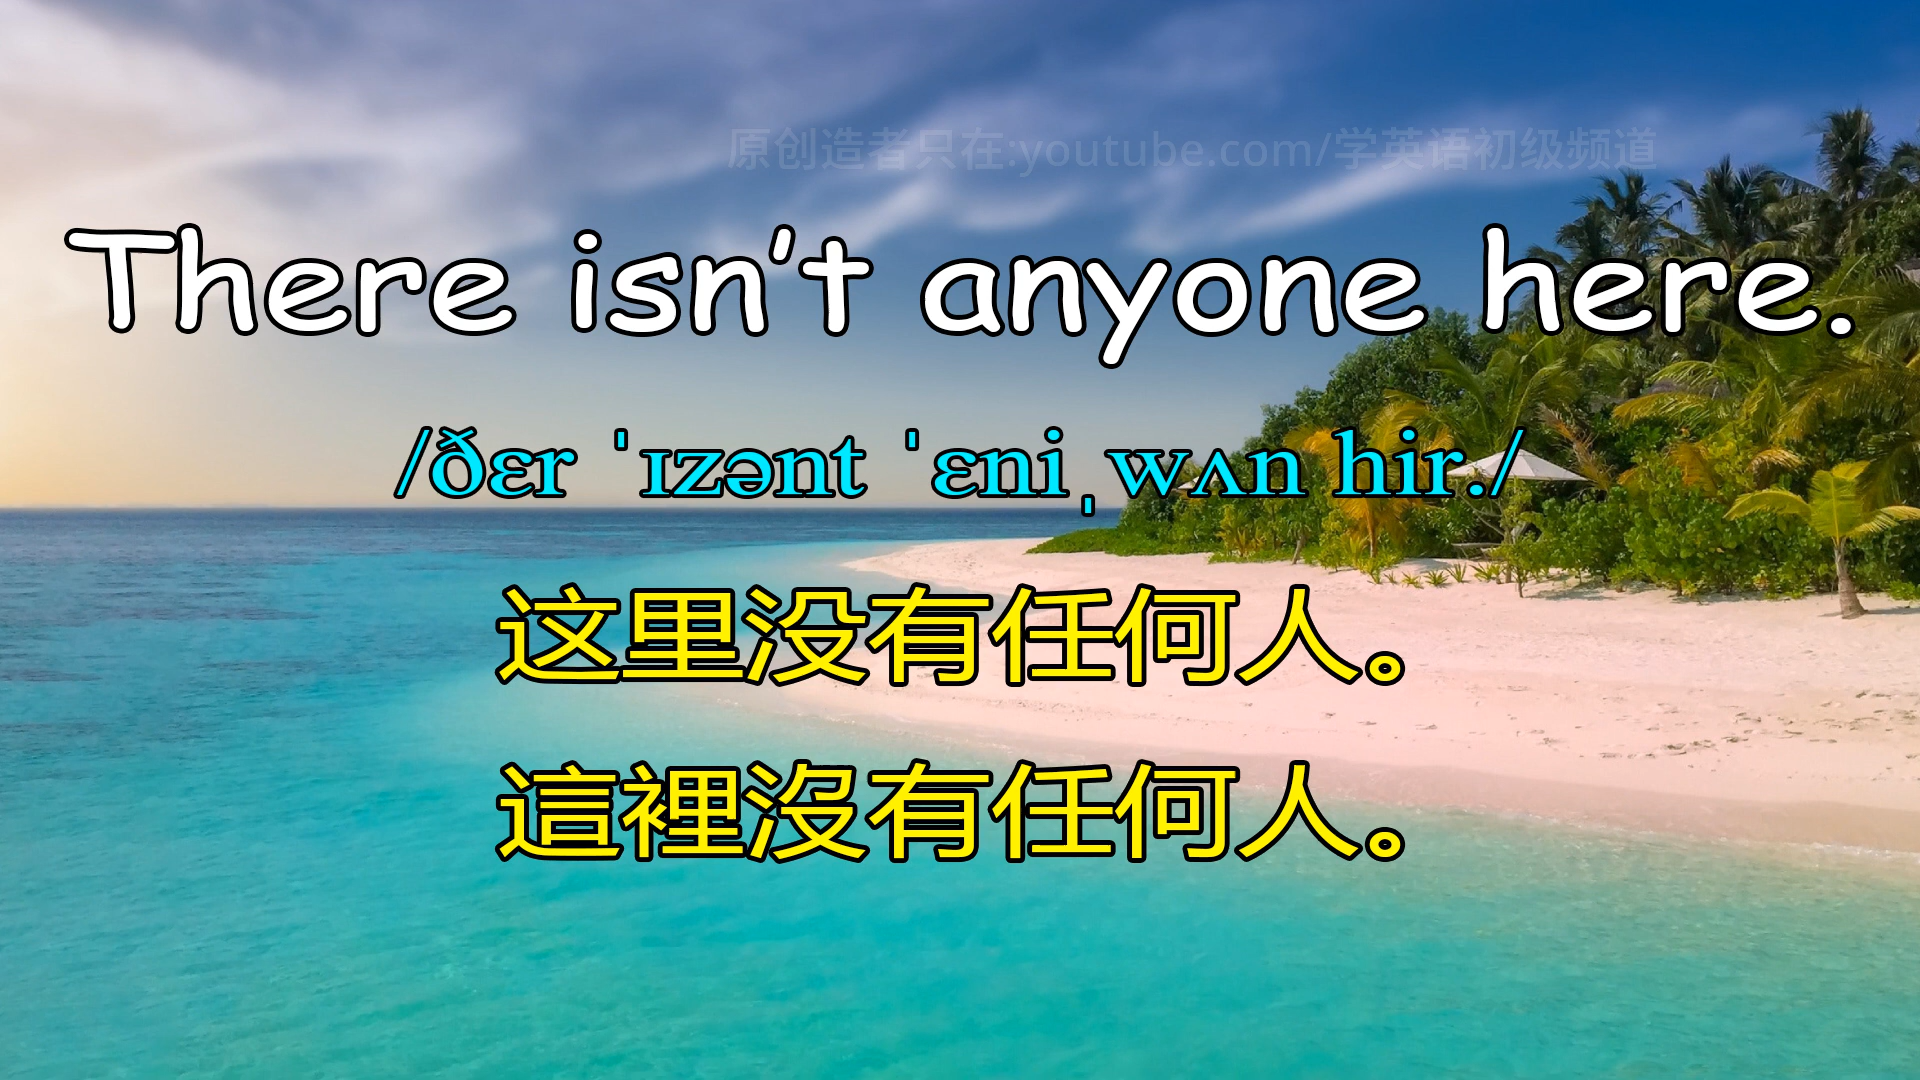 原创造者只在:youtube.com/学英语初级频道
There isn't anyone here.
/ðɛr ˈɪzənt ˈɛniˌwʌn hir./
这里没有任何人。
這裡沒有任何人。